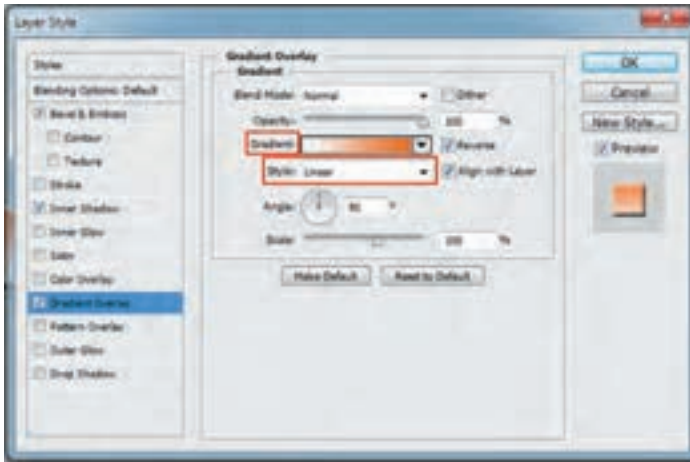 Layer Style
Styles
Blending Options: Default
Bevel & Emboss
Contour
Texture
Stroke
Inner Shadow
Inner Glow
Satin
Color Overlay
Gradient Overlay
Pattern Overlay
Outer Glow
Drop Shadow
Gradient Overlay
Gradient
Blend Mode: Normal
Dither
Opacity: 100 %
Gradient: Reverse
Style: Linear Align with Layer
Angle: 90 °
Scale: 100 %
Make Default
Reset to Default
OK
Cancel
New Style...
Preview